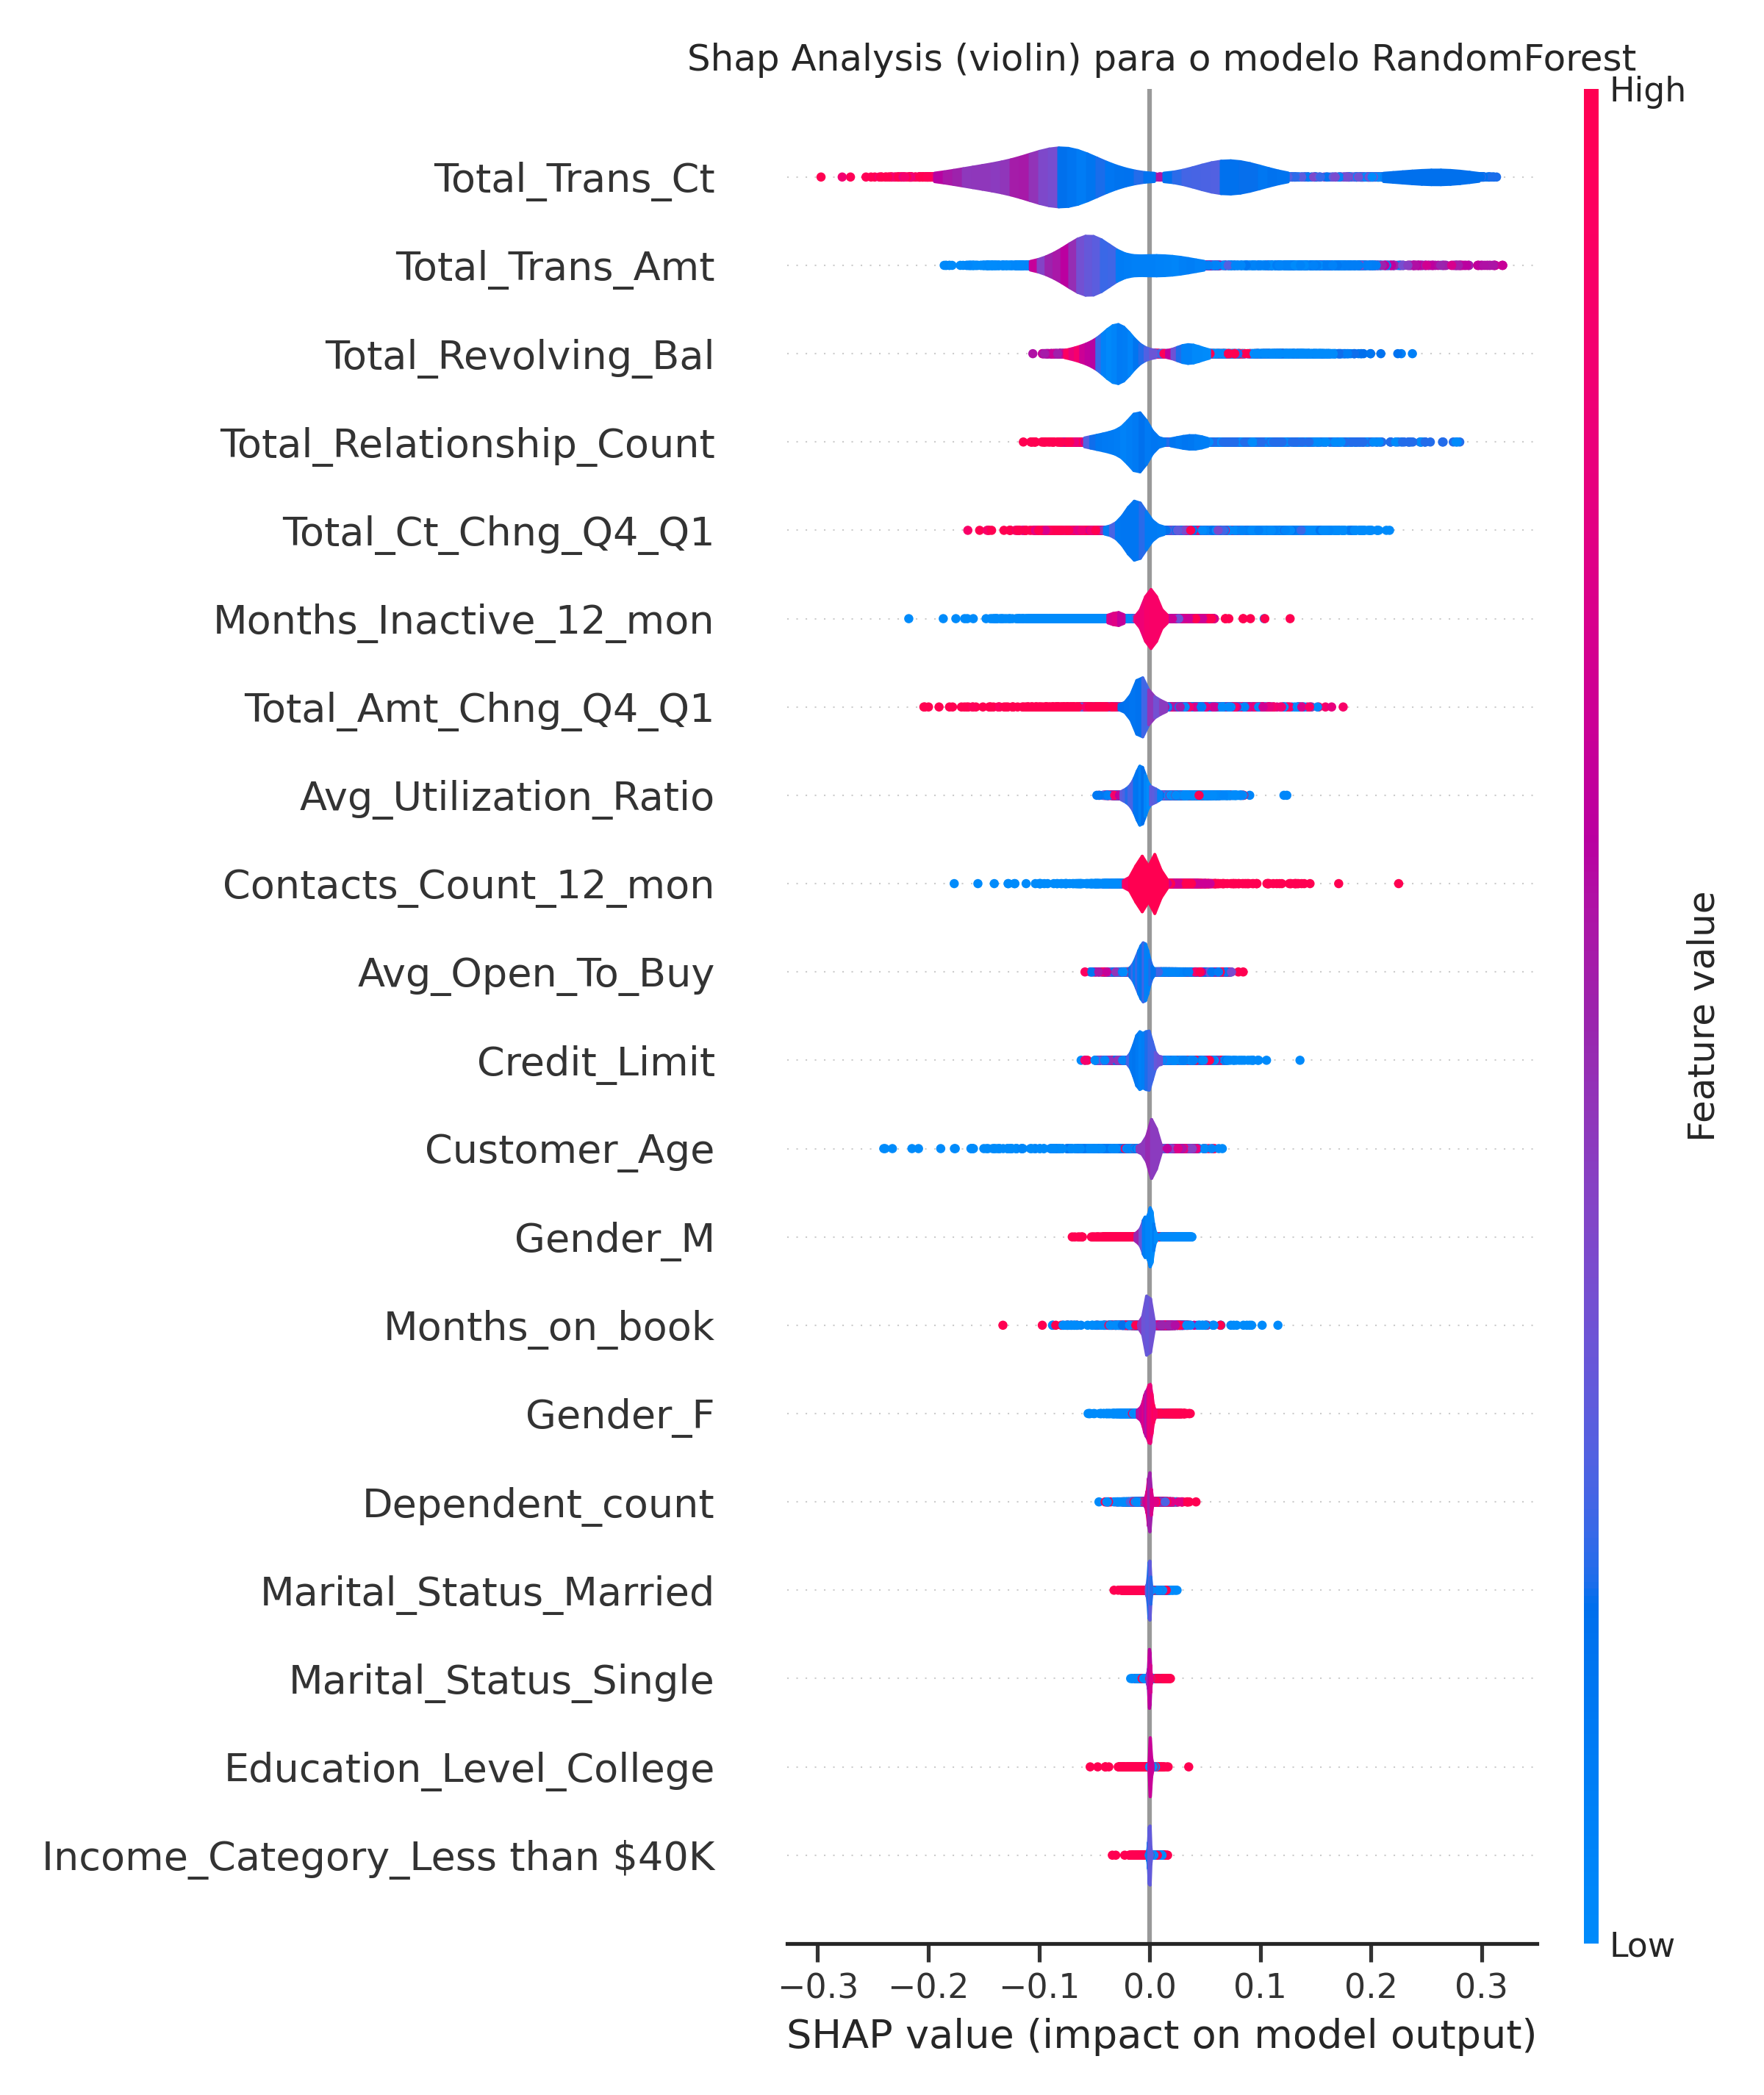 Shap Analysis (violin) para o modelo RandomForest
High
Total_Trans_Ct
Total_Trans_Amt
Total_Revolving_Bal
Total_Relationship_Count
Total_Ct_Chng_Q4_Q1
Months_Inactive_12_mon
Total_Amt_Chng_Q4_Q1
Avg_Utilization_Ratio
Contacts_Count_12_mon
Avg_Open_To_Buy
Credit_Limit
Customer_Age
Gender_M
Months_on_book
Gender_F
Dependent_count
Marital_Status_Married
Marital_Status_Single
Education_Level_College
Income_Category_Less than $40K
Feature value
Low
−0.3 −0.2 −0.1 0.0 0.1 0.2 0.3
SHAP value (impact on model output)